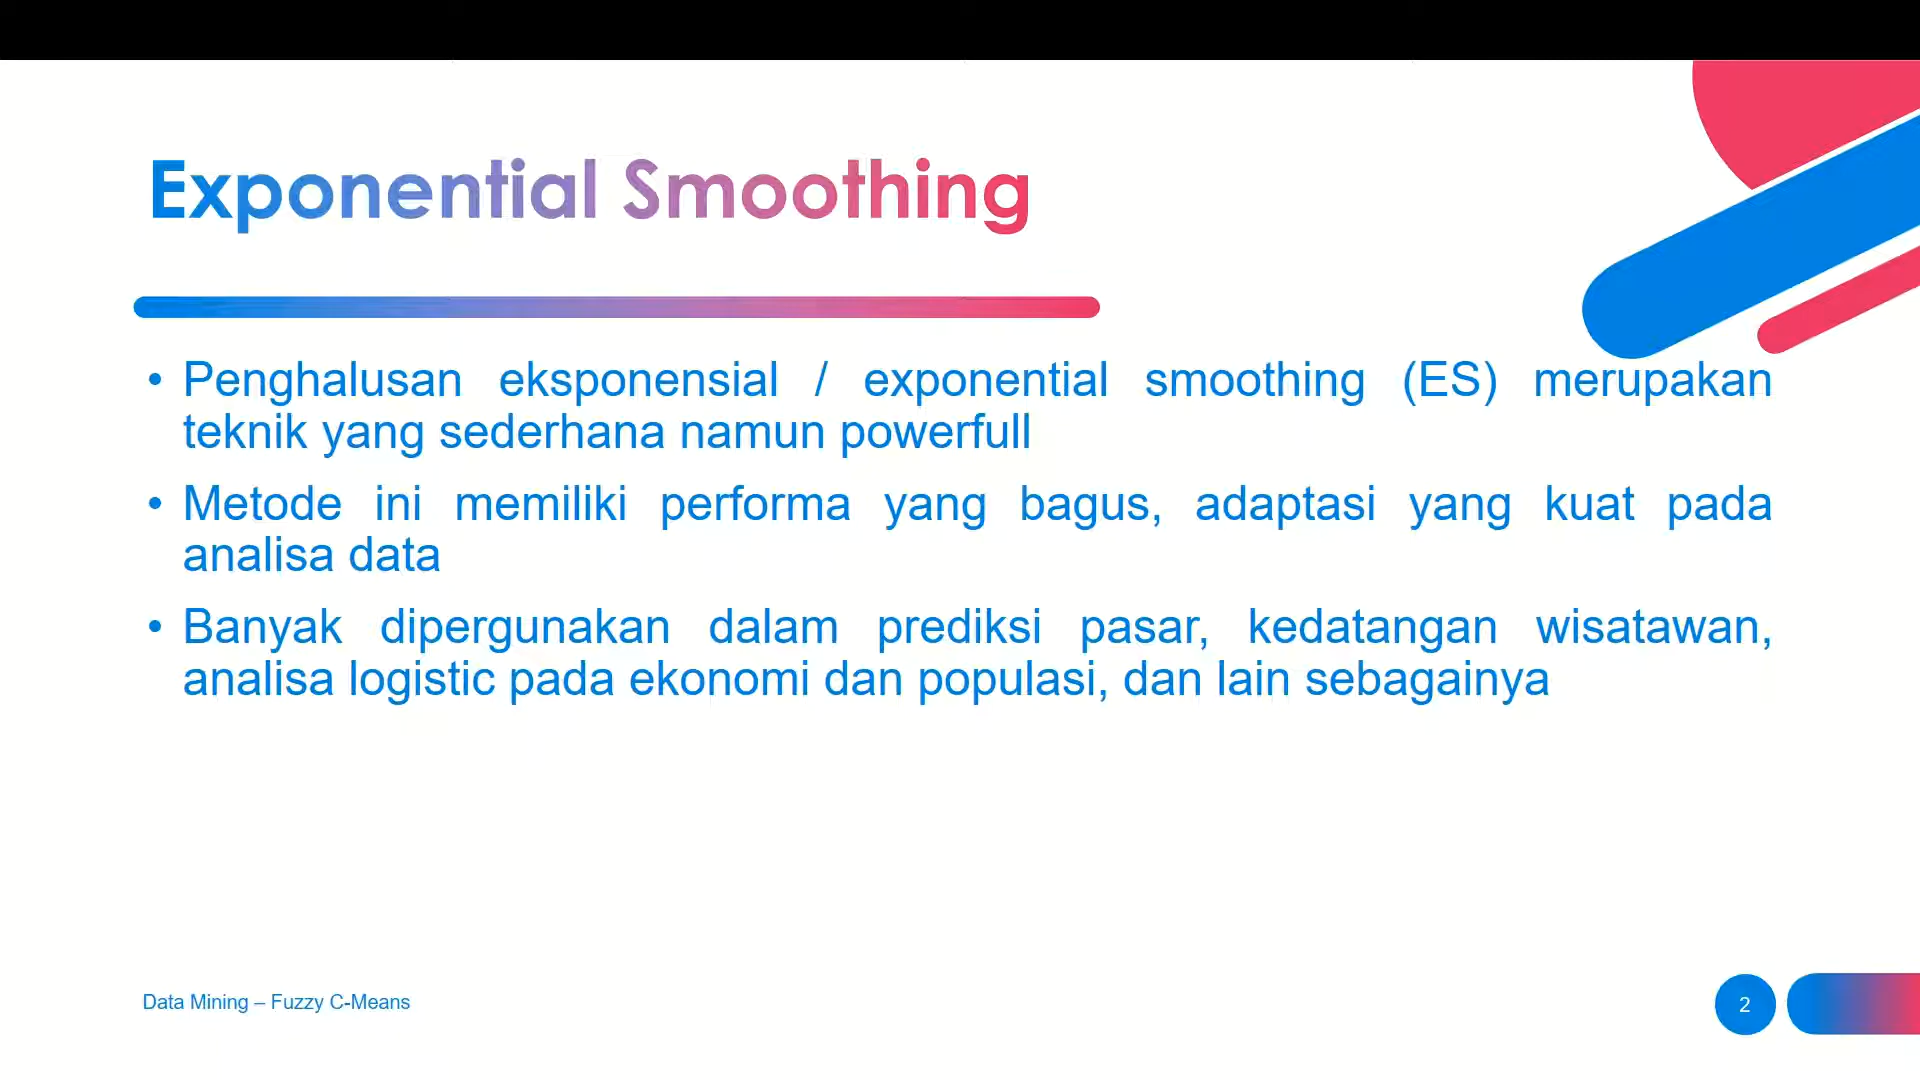 Exponential Smoothing
• Penghalusan eksponensial / exponential smoothing (ES) merupakan
teknik yang sederhana namun powerfull
• Metode ini memiliki performa yang bagus, adaptasi yang kuat pada
analisa data
• Banyak dipergunakan dalam prediksi pasar, kedatangan wisatawan,
analisa logistic pada ekonomi dan populasi, dan lain sebagainya
Data Mining – Fuzzy C-Means
2